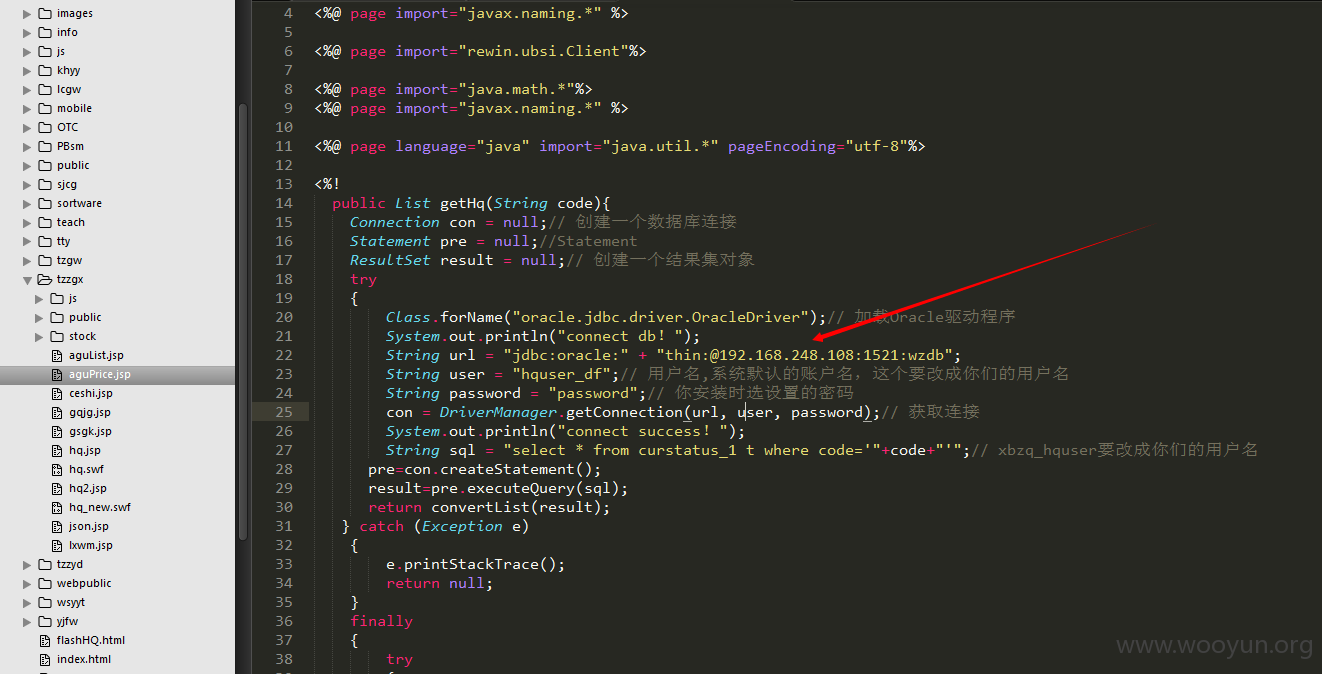 images
info
js
khyy
lcgw
mobile
OTC
PBsm
public
sjcg
sortware
teach
tty
tzgw
tzzgx
js
public
stock
aguList.jsp
aguPrice.jsp
ceshi.jsp
gqjg.jsp
gsgk.jsp
hq.jsp
hq.swf
hq2.jsp
hq_new.swf
json.jsp
lxwm.jsp
tzzyd
webpublic
wsyyt
yjfw
flashHQ.html
index.html
4 <%@ page import="javax.naming.*" %>
5
6 <%@ page import="rewin.ubsi.Client"%>
7
8 <%@ page import="java.math.*"%>
9 <%@ page import="javax.naming.*" %>
10
11 <%@ page language="java" import="java.util.*" pageEncoding="utf-8"%>
12
13 <%!
14 public List getHq(String code){
15 Connection con = null;// 创建一个数据库连接
16 Statement pre = null;//Statement
17 ResultSet result = null;// 创建一个结果集对象
18 try
19 {
20 Class.forName("oracle.jdbc.driver.OracleDriver");// 加载Oracle驱动程序
21 System.out.println("connect db! ");
22 String url = "jdbc:oracle:" + "thin:@192.168.248.108:1521:wzdb";
23 String user = "hquser_df";// 用户名,系统默认的账户名，这个要改成你们的用户名
24 String password = "password";// 你安装时选设置的密码
25 con = DriverManager.getConnection(url, user, password);// 获取连接
26 System.out.println("connect success! ");
27 String sql = "select * from curstatus_1 t where code='"+code+"'";// xbzq_hquser要改成你们的用户名
28 pre=con.createStatement();
29 result=pre.executeQuery(sql);
30 return convertList(result);
31 } catch (Exception e)
32 {
33 e.printStackTrace();
34 return null;
35 }
36 finally
37 {
38 try
www.wooyun.org